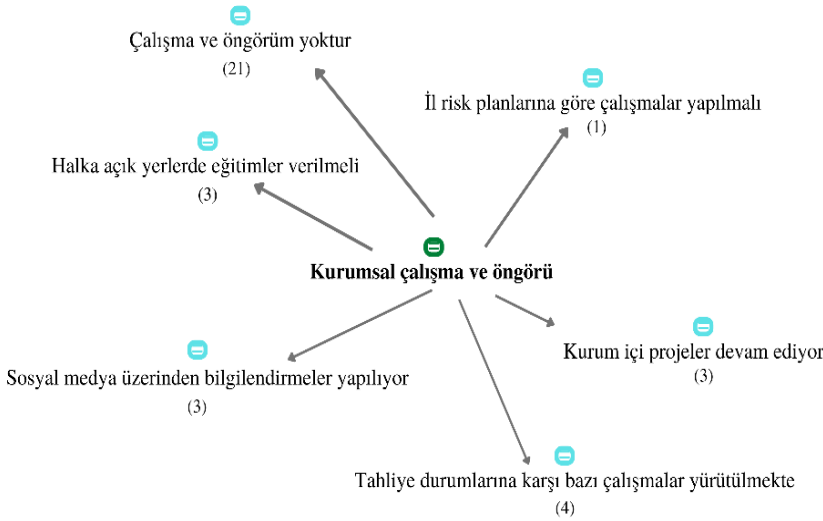 Çalışma ve öngörüm yoktur
(21)
İl risk planlarına göre çalışmalar yapılmalı
(1)
Halka açık yerlerde eğitimler verilmeli
(3)
Kurumsal çalışma ve öngörü
Kurum içi projeler devam ediyor
(3)
Sosyal medya üzerinden bilgilendirmeler yapılıyor
(3)
Tahliye durumlarına karşı bazı çalışmalar yürütülmekte
(4)